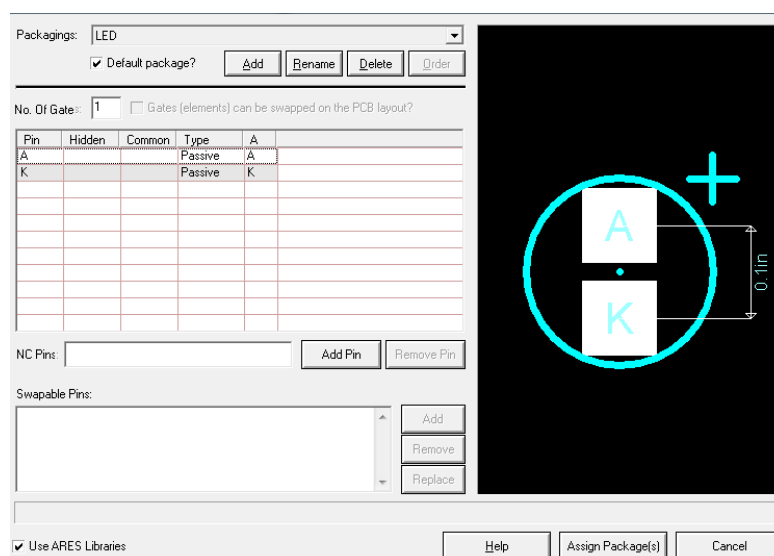 Packagings: LED
Default package? Add Rename Delete Order
No. Of Gates: 1 Gates (elements) can be swapped on the PCB layout?
Pin Hidden Common Type A
A Passive A
K Passive K
NC Pins: Add Pin Remove Pin
Swapable Pins:
Add
Remove
Replace
Use ARES Libraries
Help Assign Package(s) Cancel
A
K
0.1in